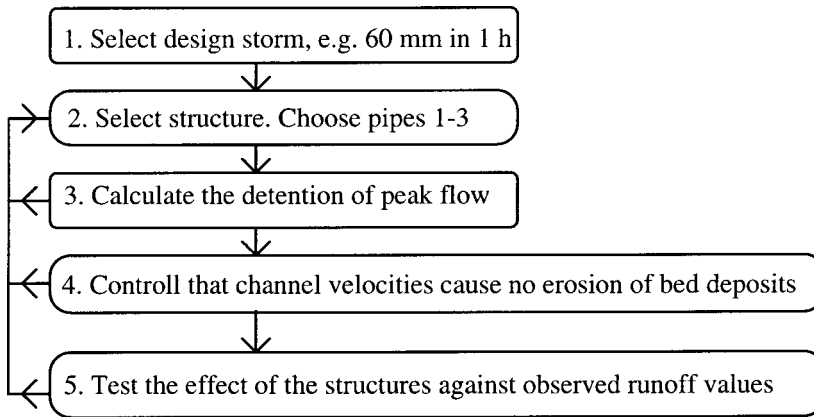 1. Select design storm, e.g. 60 mm in 1 h
2. Select structure. Choose pipes 1-3
3. Calculate the detention of peak flow
4. Controll that channel velocities cause no erosion of bed deposits
5. Test the effect of the structures against observed runoff values